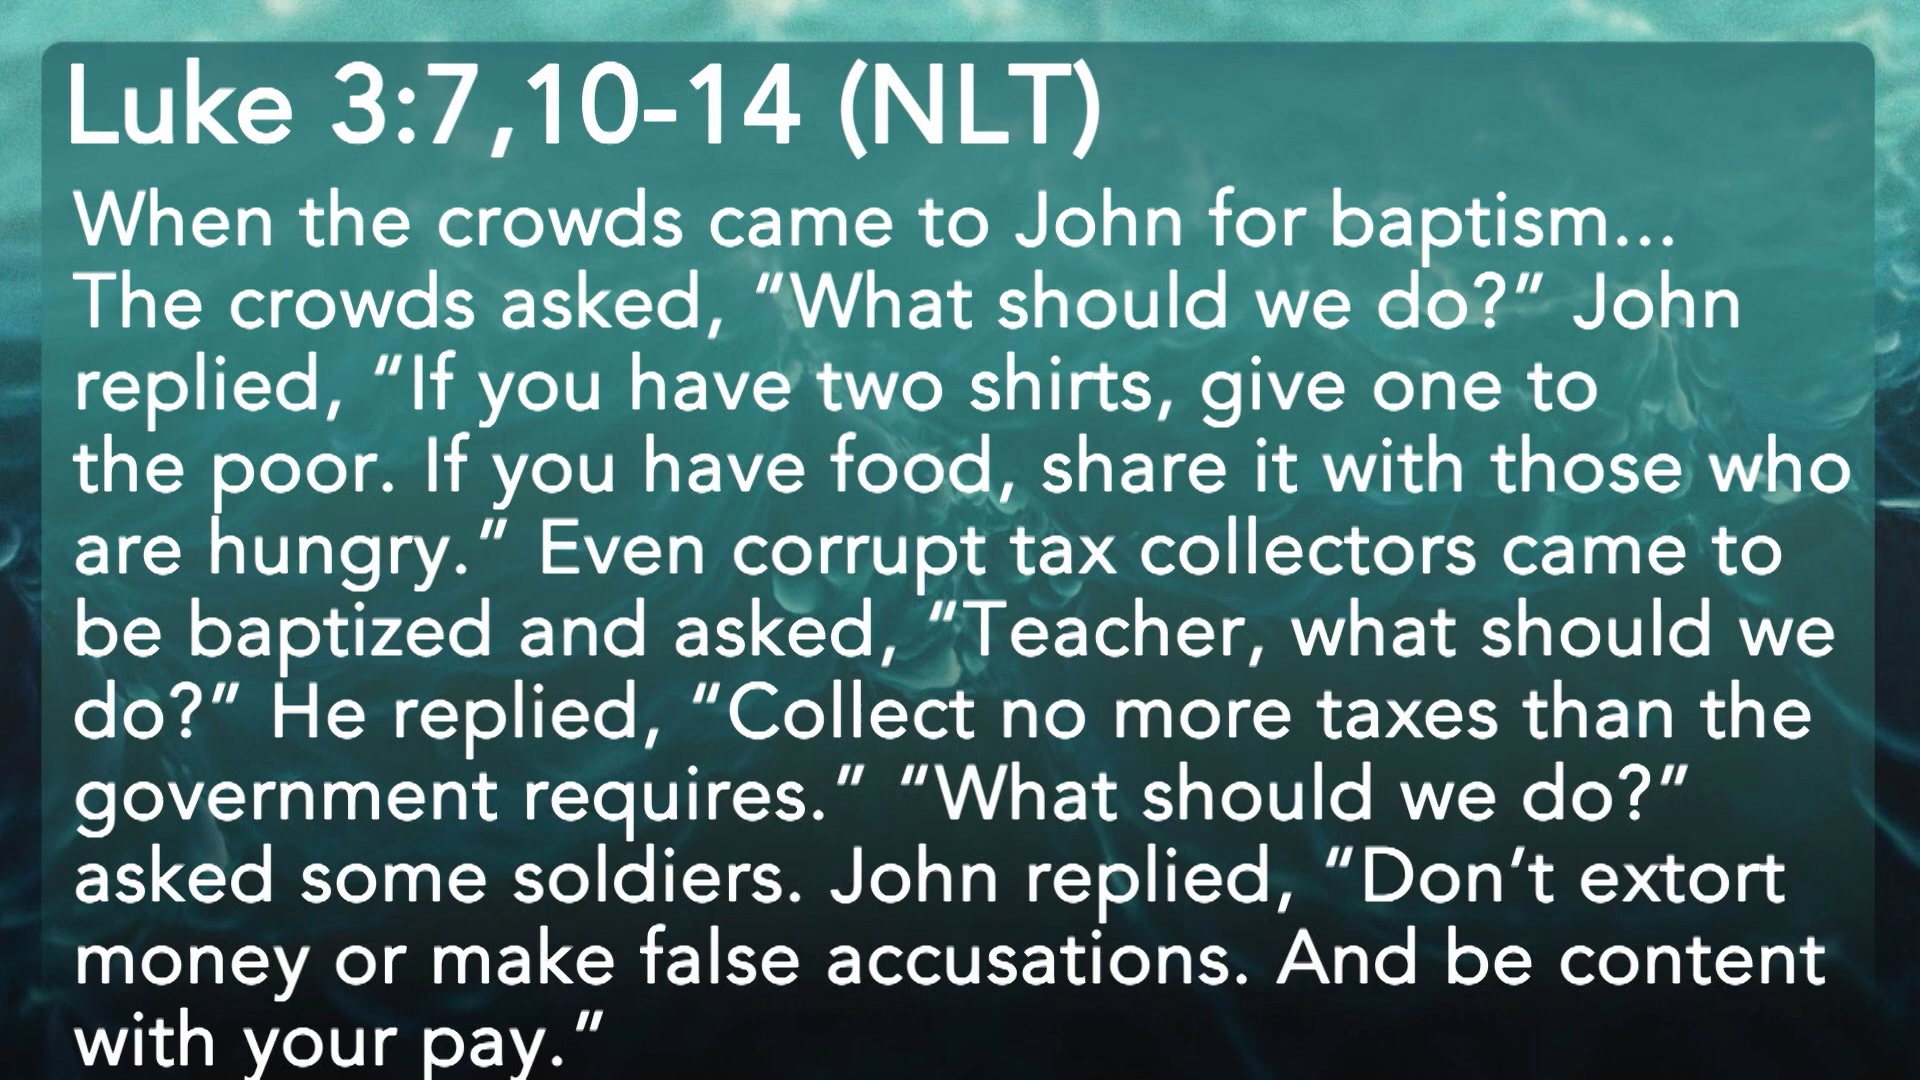 Luke 3:7,10-14 (NLT)
When the crowds came to John for baptism...
The crowds asked, “What should we do?” John
replied, “If you have two shirts, give one to
the poor. If you have food, share it with those who
are hungry.” Even corrupt tax collectors came to
be baptized and asked, “Teacher, what should we
do?” He replied, “Collect no more taxes than the
government requires.” “What should we do?”
asked some soldiers. John replied, “Don’t extort
money or make false accusations. And be content
with your pay.”